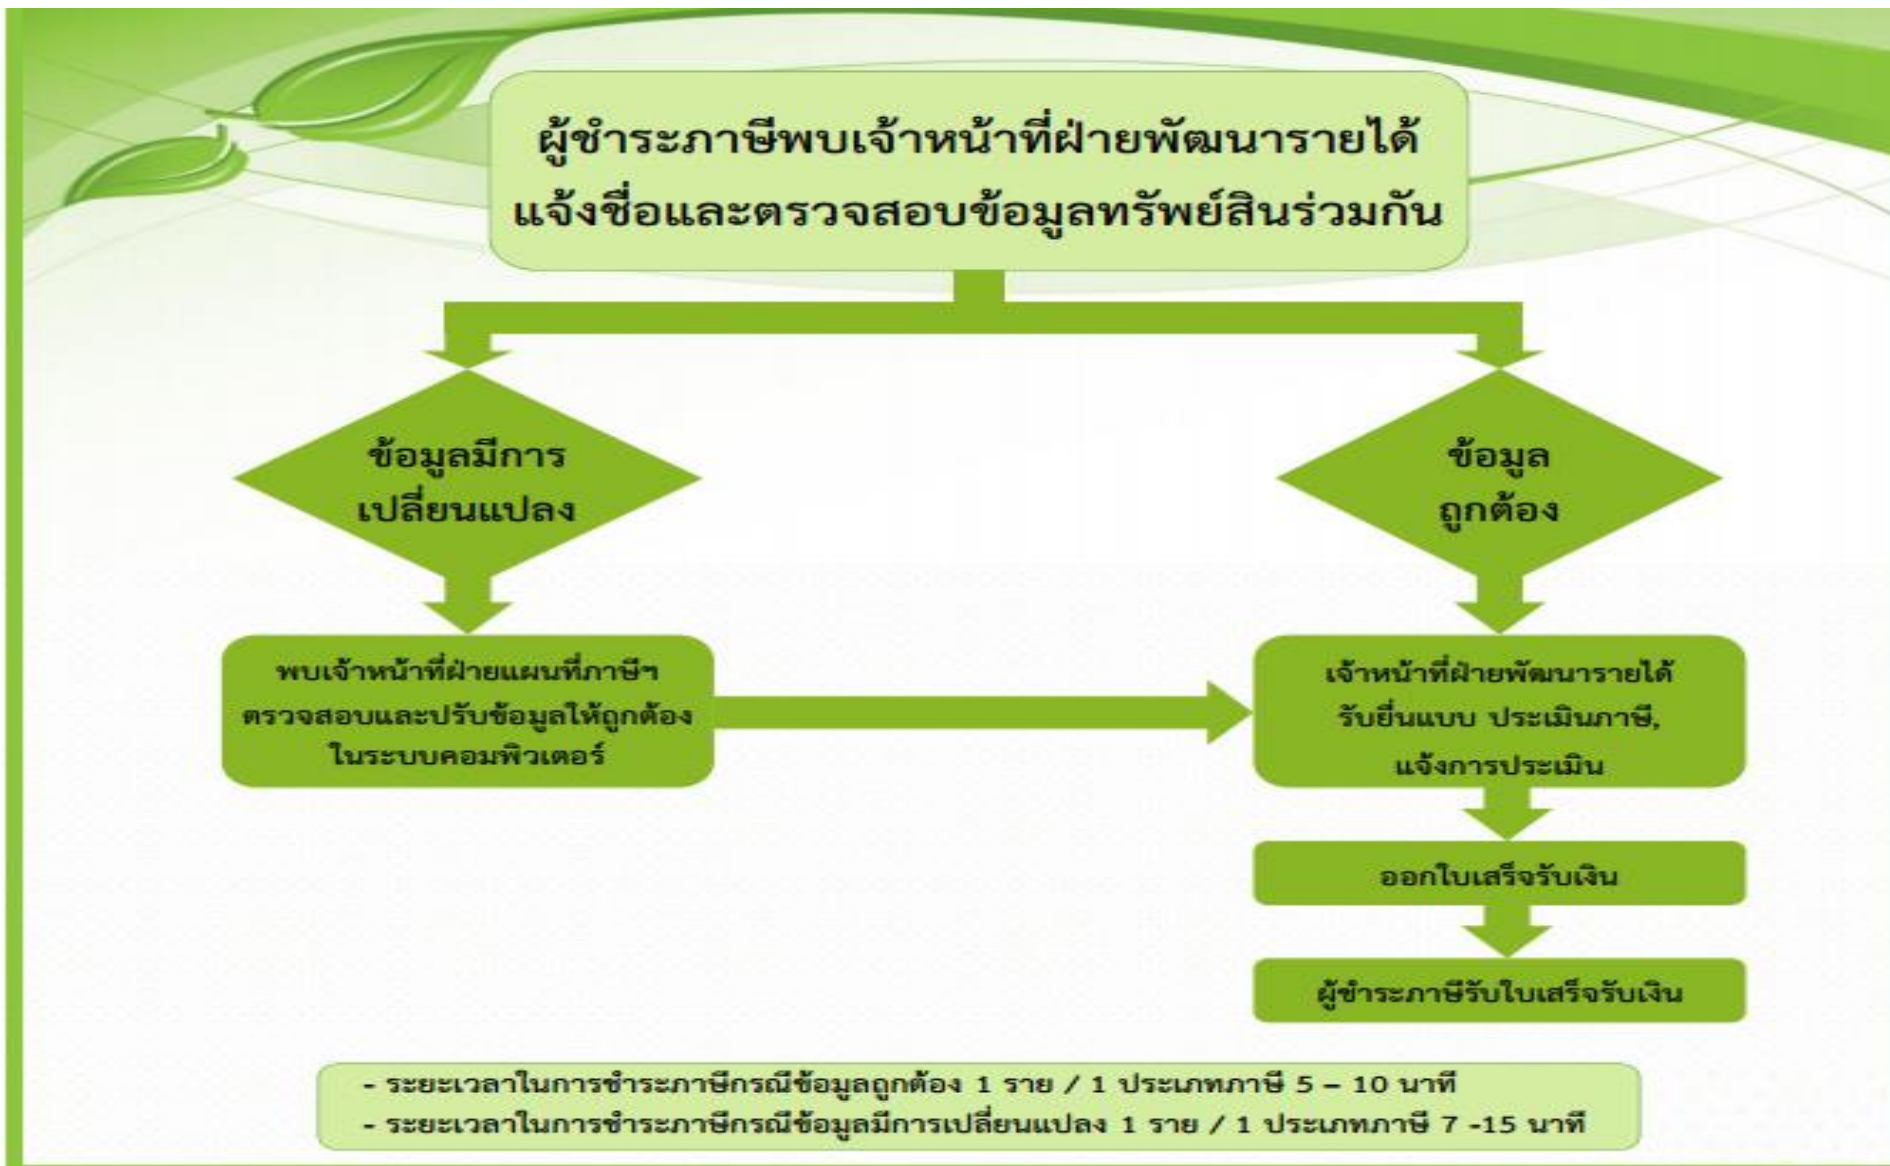 ผู้ชำระภาษีพบเจ้าหน้าที่ฝ่ายพัฒนารายได้
แจ้งชื่อและตรวจสอบข้อมูลทรัพย์สินร่วมกัน
ข้อมูลมีการ
เปลี่ยนแปลง
ข้อมูล
ถูกต้อง
พบเจ้าหน้าที่ฝ่ายแผนที่ภาษีฯ
ตรวจสอบและปรับข้อมูลให้ถูกต้อง
ในระบบคอมพิวเตอร์
เจ้าหน้าที่ฝ่ายพัฒนารายได้
รับยื่นแบบ ประเมินภาษี,
แจ้งการประเมิน
ออกใบเสร็จรับเงิน
ผู้ชำระภาษีรับใบเสร็จรับเงิน
- ระยะเวลาในการชำระภาษีกรณีข้อมูลถูกต้อง 1 ราย / 1 ประเภทภาษี 5 – 10 นาที
- ระยะเวลาในการชำระภาษีกรณีข้อมูลมีการเปลี่ยนแปลง 1 ราย / 1 ประเภทภาษี 7 -15 นาที